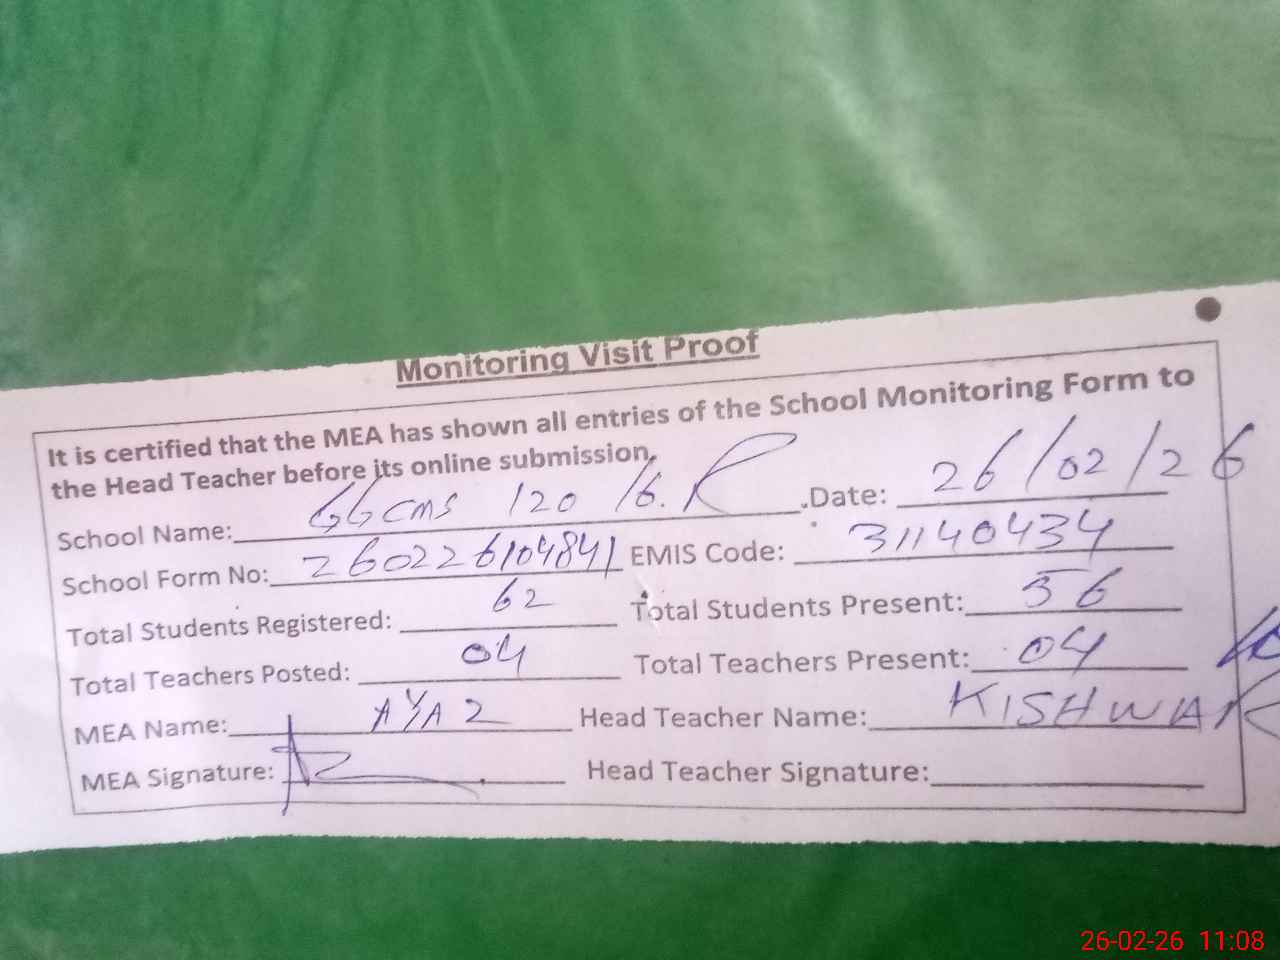 Monitoring Visit Proof
It is certified that the MEA has shown all entries of the School Monitoring Form to
the Head Teacher before its online submission.
School Name: GGCMS 120 /6.R .Date: 26/02/26
School Form No: 260226104841 EMIS Code: 31140434
Total Students Registered: 62 Total Students Present: 56
Total Teachers Posted: 04 Total Teachers Present: 04
MEA Name: AYAZ Head Teacher Name: KISHWAR
MEA Signature: Head Teacher Signature:
26-02-26 11:08